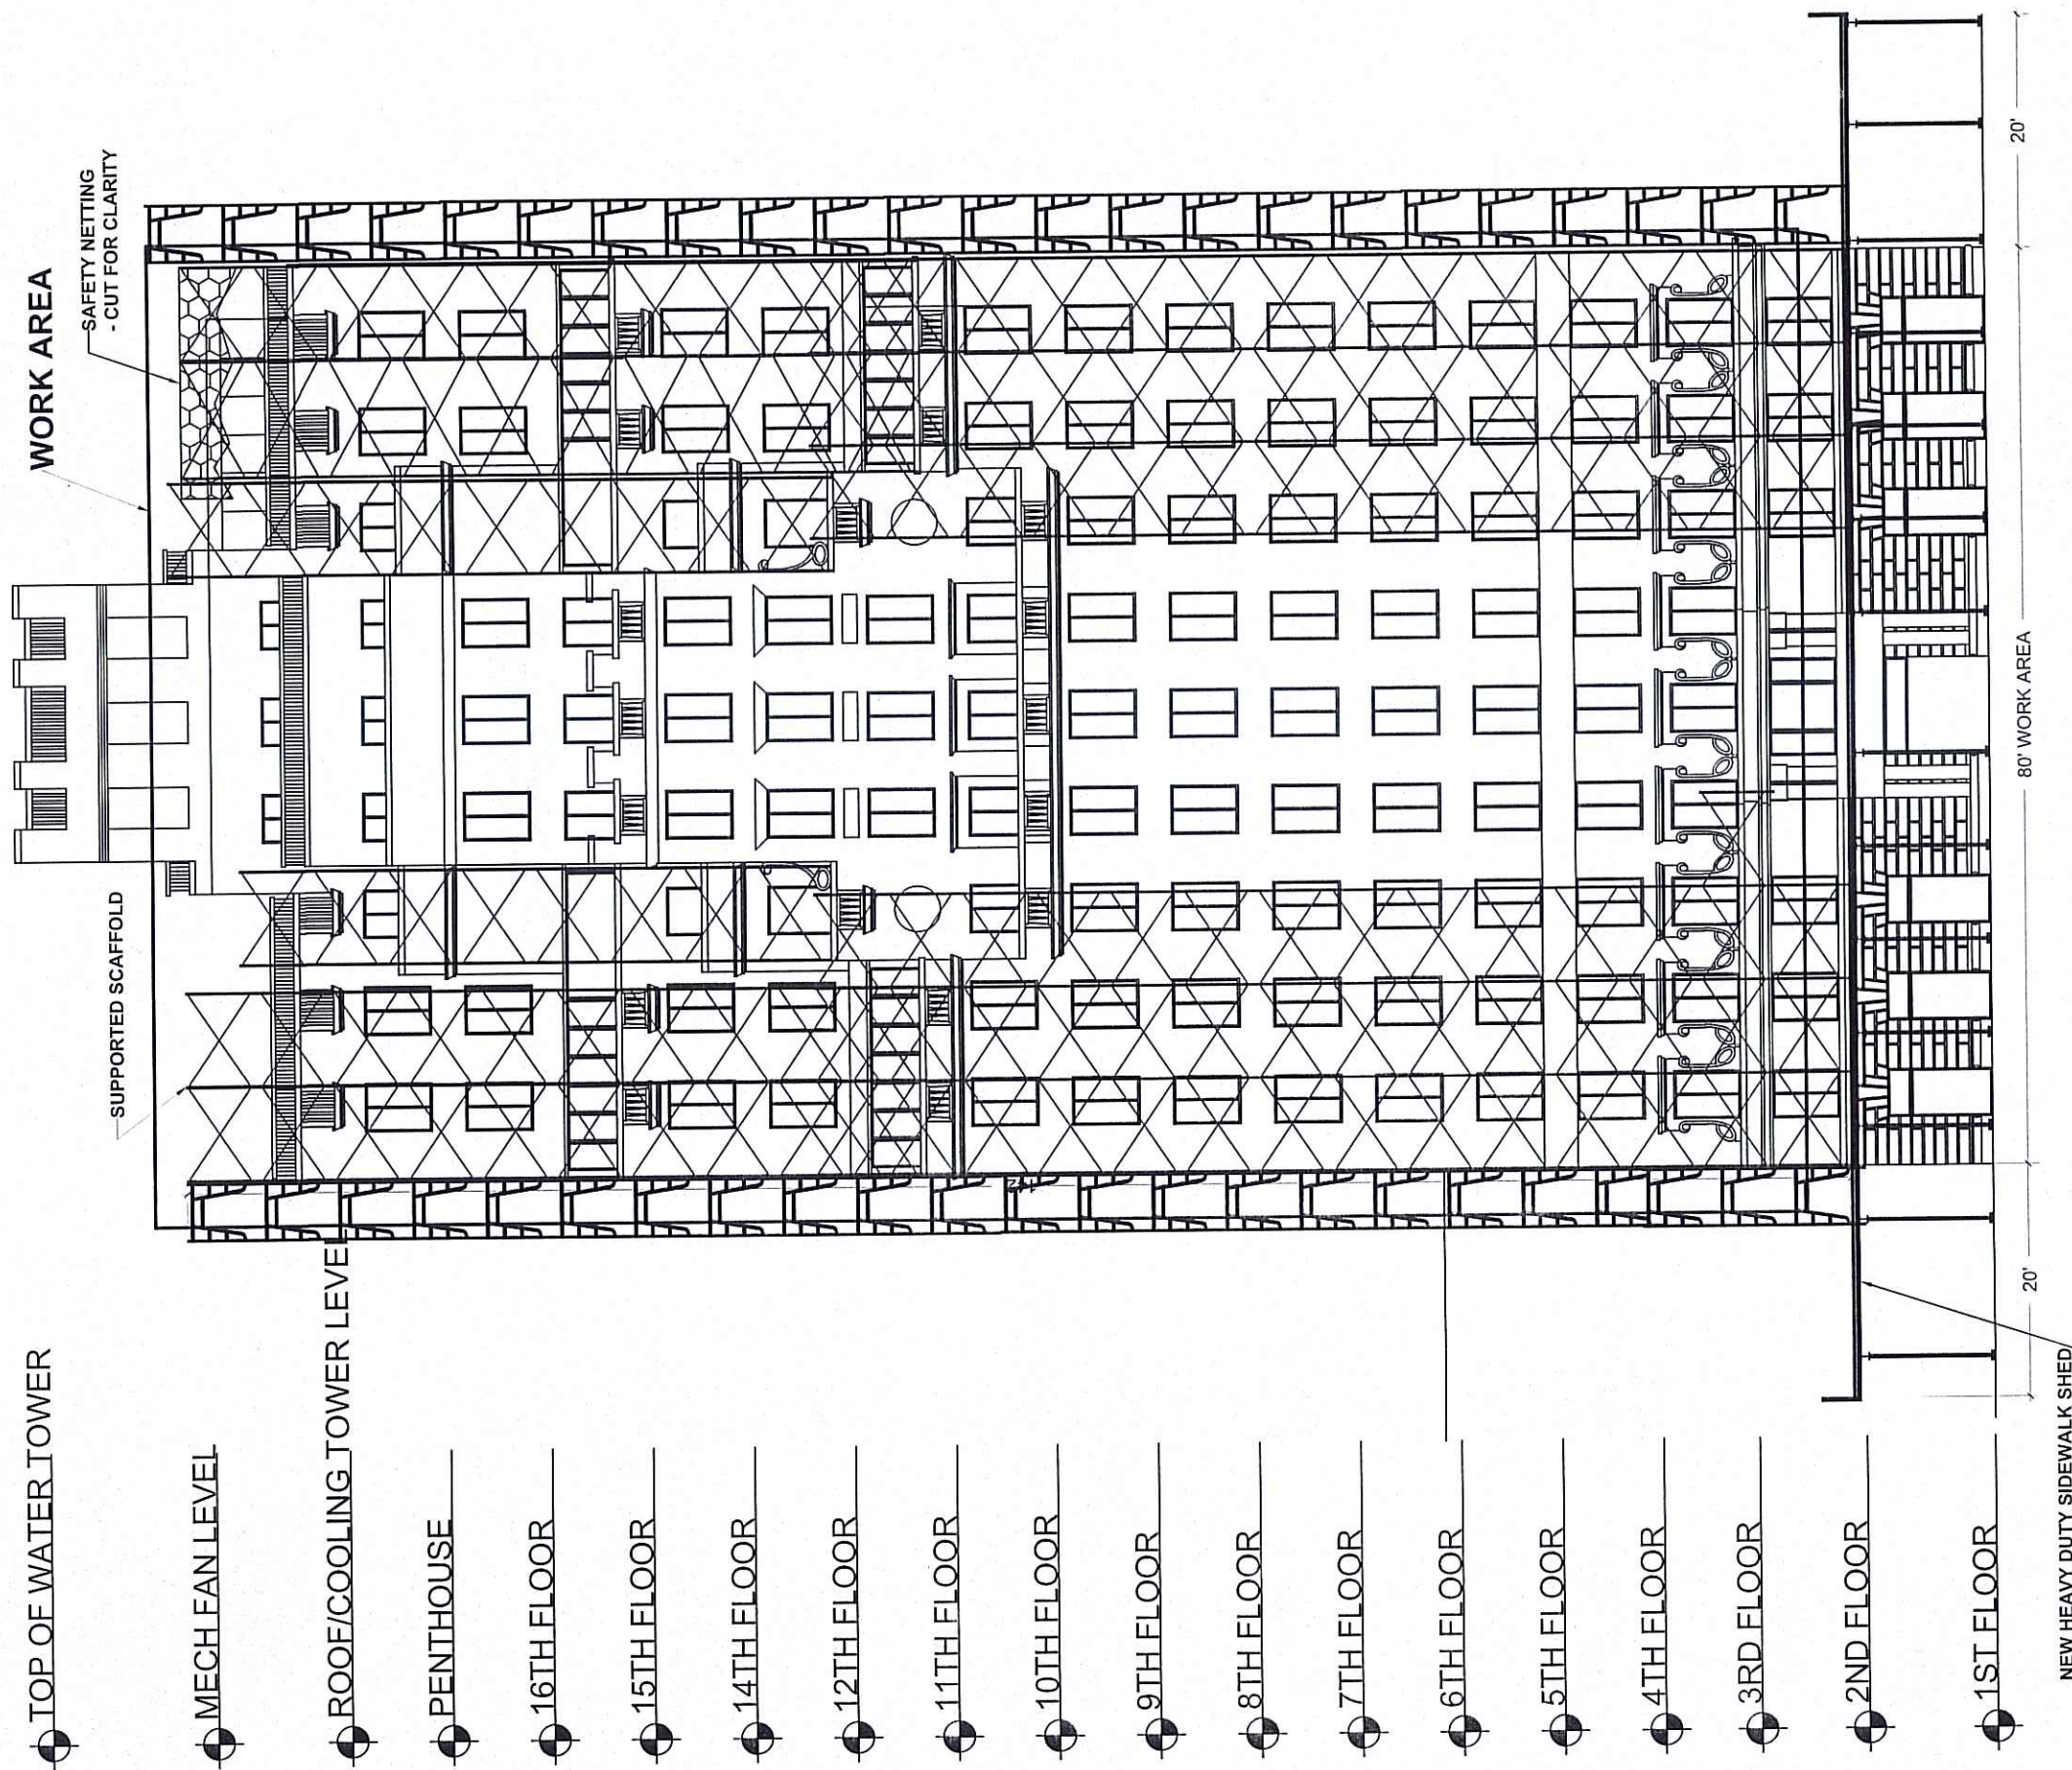 TOP OF WATER TOWER
MECH FAN LEVEL
ROOF/COOLING TOWER LEVEL
PENTHOUSE
16TH FLOOR
15TH FLOOR
14TH FLOOR
12TH FLOOR
11TH FLOOR
10TH FLOOR
9TH FLOOR
8TH FLOOR
7TH FLOOR
6TH FLOOR
5TH FLOOR
4TH FLOOR
3RD FLOOR
2ND FLOOR
1ST FLOOR
NEW HEAVY DUTY SIDEWALK SHED
SUPPORTED SCAFFOLD
WORK AREA
SAFETY NETTING
- CUT FOR CLARITY
20'
80' WORK AREA
20'